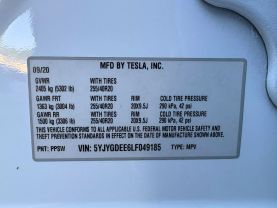 MFD BY TESLA, INC.
09/20
GVWR WITH TIRES
2405 kg (5302 lb) 255/40R20
GAWR FRT WITH TIRES RIM COLD TIRE PRESSURE
1363 kg (3004 lb) 255/40R20 20X9.5J 290 kPa, 42 psi
GAWR RR WITH TIRES RIM COLD TIRE PRESSURE
1500 kg (3306 lb) 255/40R20 20X9.5J 290 kPa, 42 psi
THIS VEHICLE CONFORMS TO ALL APPLICABLE U.S. FEDERAL MOTOR VEHICLE SAFETY
AND THEFT PREVENTION STANDARDS IN EFFECT ON THE DATE OF MANUFACTURE SHOWN ABOVE.
PNT: PPSW VIN: 5YJYGDEE6LF049185 TYPE: MPV